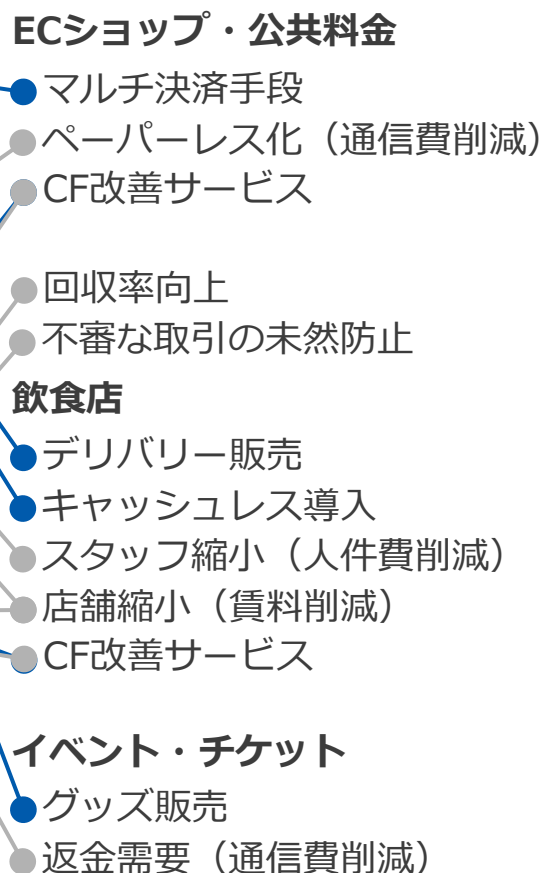 ECショップ・公共料金
マルチ決済手段
ペーパーレス化（通信費削減）
CF改善サービス
回収率向上
不審な取引の未然防止
飲食店
デリバリー販売
キャッシュレス導入
スタッフ縮小（人件費削減）
店舗縮小（賃料削減）
CF改善サービス
イベント・チケット
グッズ販売
返金需要（通信費削減）